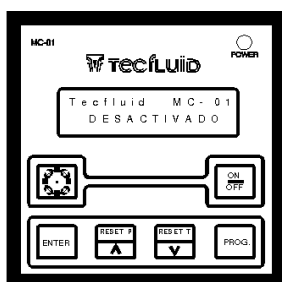 MC-01
POWER
Tecfluid
Tecfluid MC-01
DESACTIVADO
ON
OFF
ENTER
RESET P
RESET T
PROG.